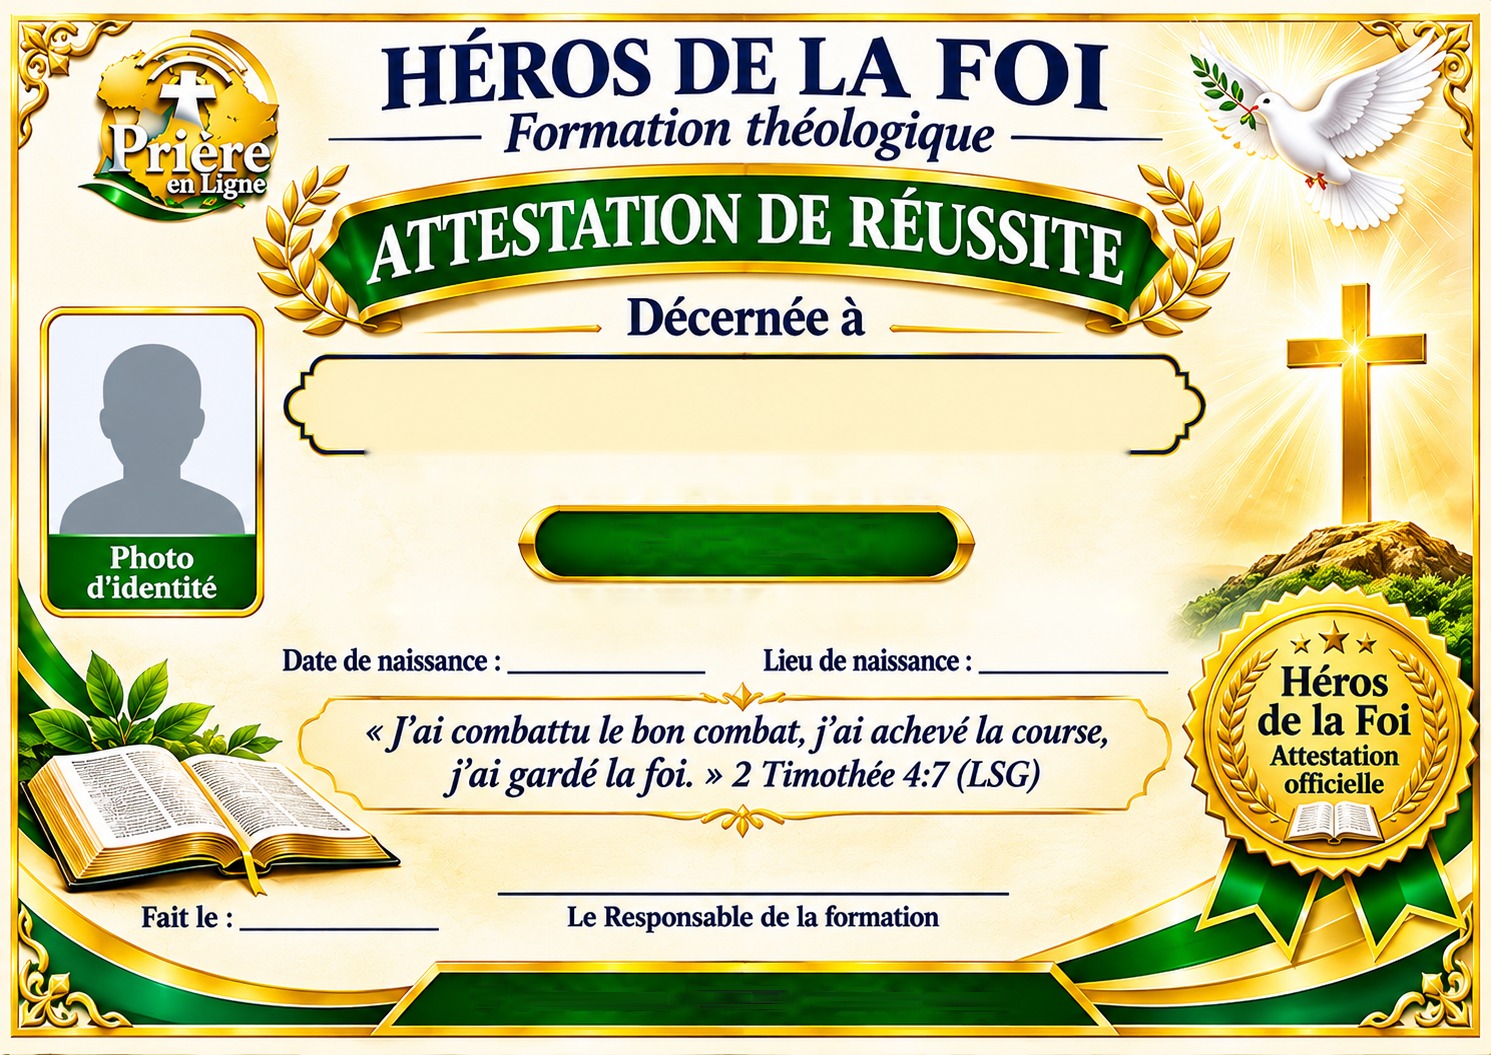 Prière
en Ligne
HÉROS DE LA FOI
Formation théologique
ATTESTATION DE RÉUSSITE
Décernée à
Photo
d'identité
Date de naissance : Lieu de naissance :
« J'ai combattu le bon combat, j'ai achevé la course,
j'ai gardé la foi. » 2 Timothée 4:7 (LSG)
Héros
de la Foi
Attestation
officielle
Fait le :
Le Responsable de la formation